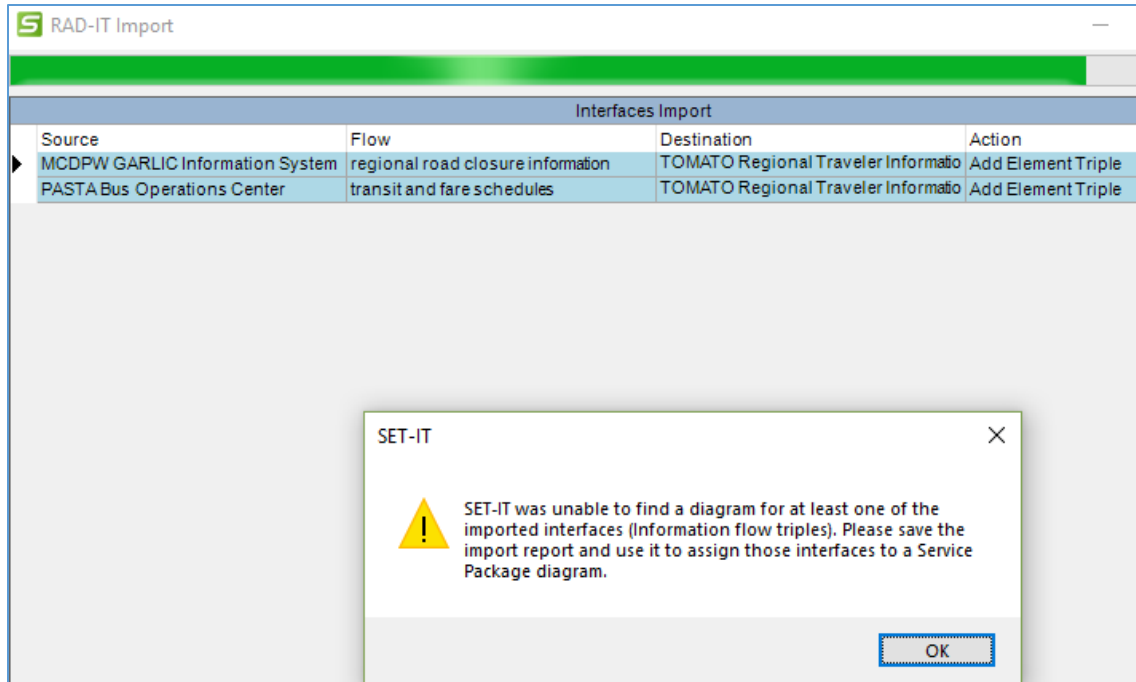 RAD-IT Import
Interfaces Import
Source Flow Destination Action
MCDPW GARLIC Information System regional road closure information TOMATO Regional Traveler Informatio Add Element Triple
PASTA Bus Operations Center transit and fare schedules TOMATO Regional Traveler Informatio Add Element Triple
SET-IT
SET-IT was unable to find a diagram for at least one of the
imported interfaces (Information flow triples). Please save the
import report and use it to assign those interfaces to a Service
Package diagram.
OK